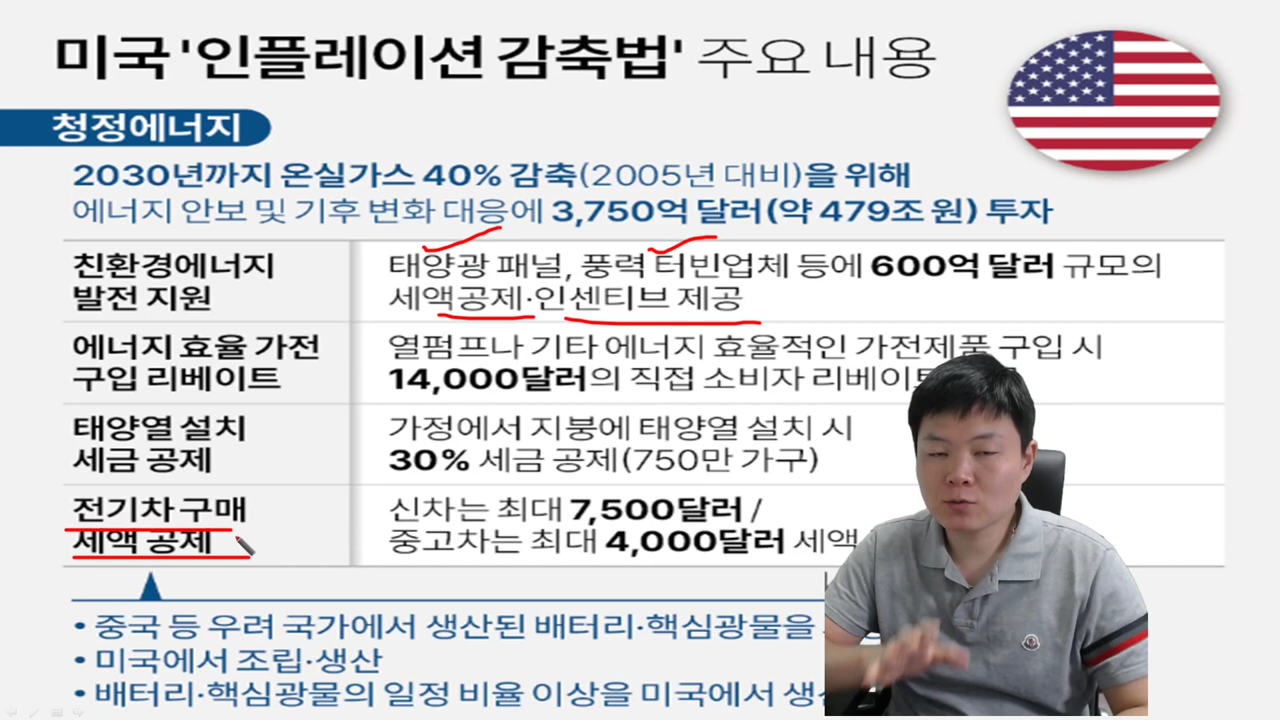 미국 '인플레이션 감축법' 주요 내용
청정에너지
2030년까지 온실가스 40% 감축(2005년 대비)을 위해
에너지 안보 및 기후 변화 대응에 3,750억 달러(약 479조 원) 투자
친환경에너지
발전 지원
태양광 패널, 풍력 터빈업체 등에 600억 달러 규모의
세액공제·인센티브 제공
에너지 효율 가전
구입 리베이트
열펌프나 기타 에너지 효율적인 가전제품 구입 시
14,000달러의 직접 소비자 리베이트
태양열 설치
세금 공제
가정에서 지붕에 태양열 설치 시
30% 세금 공제(750만 가구)
전기차 구매
세액 공제
신차는 최대 7,500달러 /
중고차는 최대 4,000달러 세액
• 중국 등 우려 국가에서 생산된 배터리·핵심광물을
• 미국에서 조립·생산
• 배터리·핵심광물의 일정 비율 이상을 미국에서